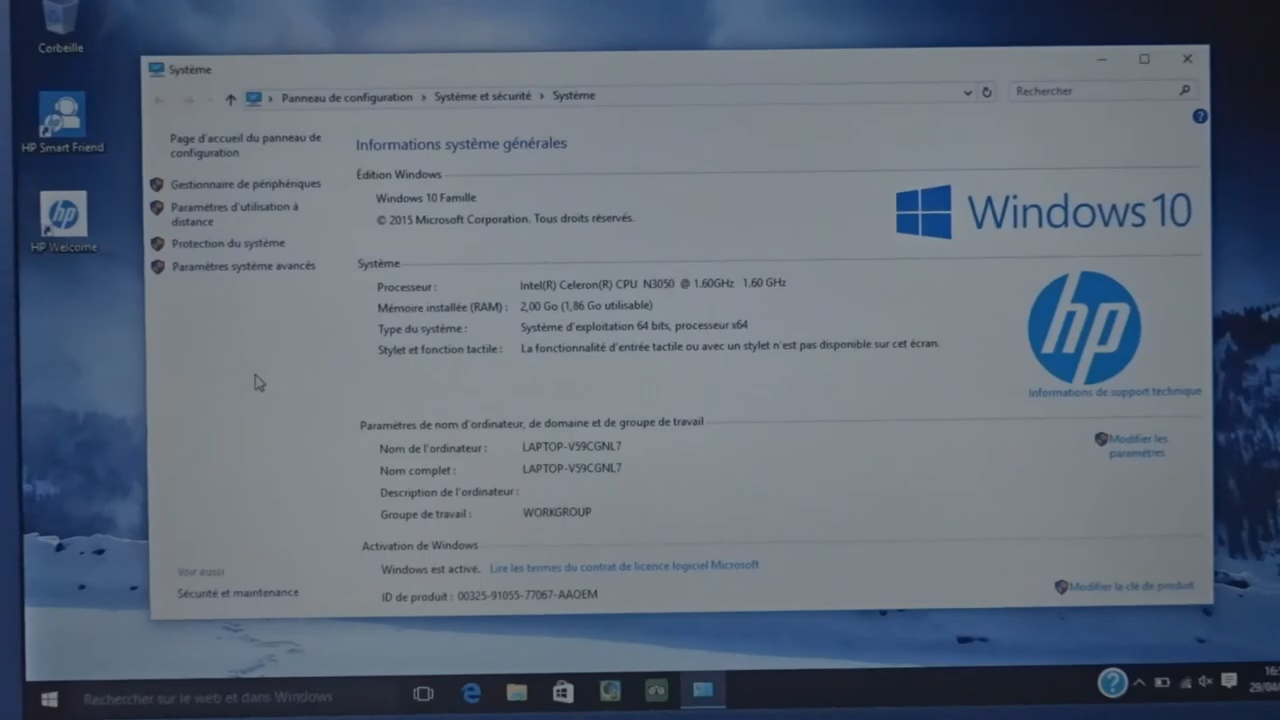 Corbeille
HP Smart Friend
HP Welcome
Système
Panneau de configuration › Système et sécurité › Système
Rechercher
Page d'accueil du panneau de
configuration
Gestionnaire de périphériques
Paramètres d'utilisation à
distance
Protection du système
Paramètres système avancés
Voir aussi
Sécurité et maintenance
Informations système générales
Édition Windows
Windows 10 Famille
© 2015 Microsoft Corporation. Tous droits réservés.
Windows 10
Système
Processeur : Intel(R) Celeron(R) CPU N3050 @ 1.60GHz 1.60 GHz
Mémoire installée (RAM) : 2,00 Go (1,86 Go utilisable)
Type du système : Système d'exploitation 64 bits, processeur x64
Stylet et fonction tactile : La fonctionnalité d'entrée tactile ou avec un stylet n'est pas disponible sur cet écran.
hp
Informations de support technique
Paramètres de nom d'ordinateur, de domaine et de groupe de travail
Nom de l'ordinateur : LAPTOP-V59CGNL7
Nom complet : LAPTOP-V59CGNL7
Description de l'ordinateur :
Groupe de travail : WORKGROUP
Modifier les
paramètres
Activation de Windows
Windows est activé. Lire les termes du contrat de licence logiciel Microsoft
ID de produit : 00325-91055-77067-AAOEM
Modifier la clé de produit
Rechercher sur le web et dans Windows